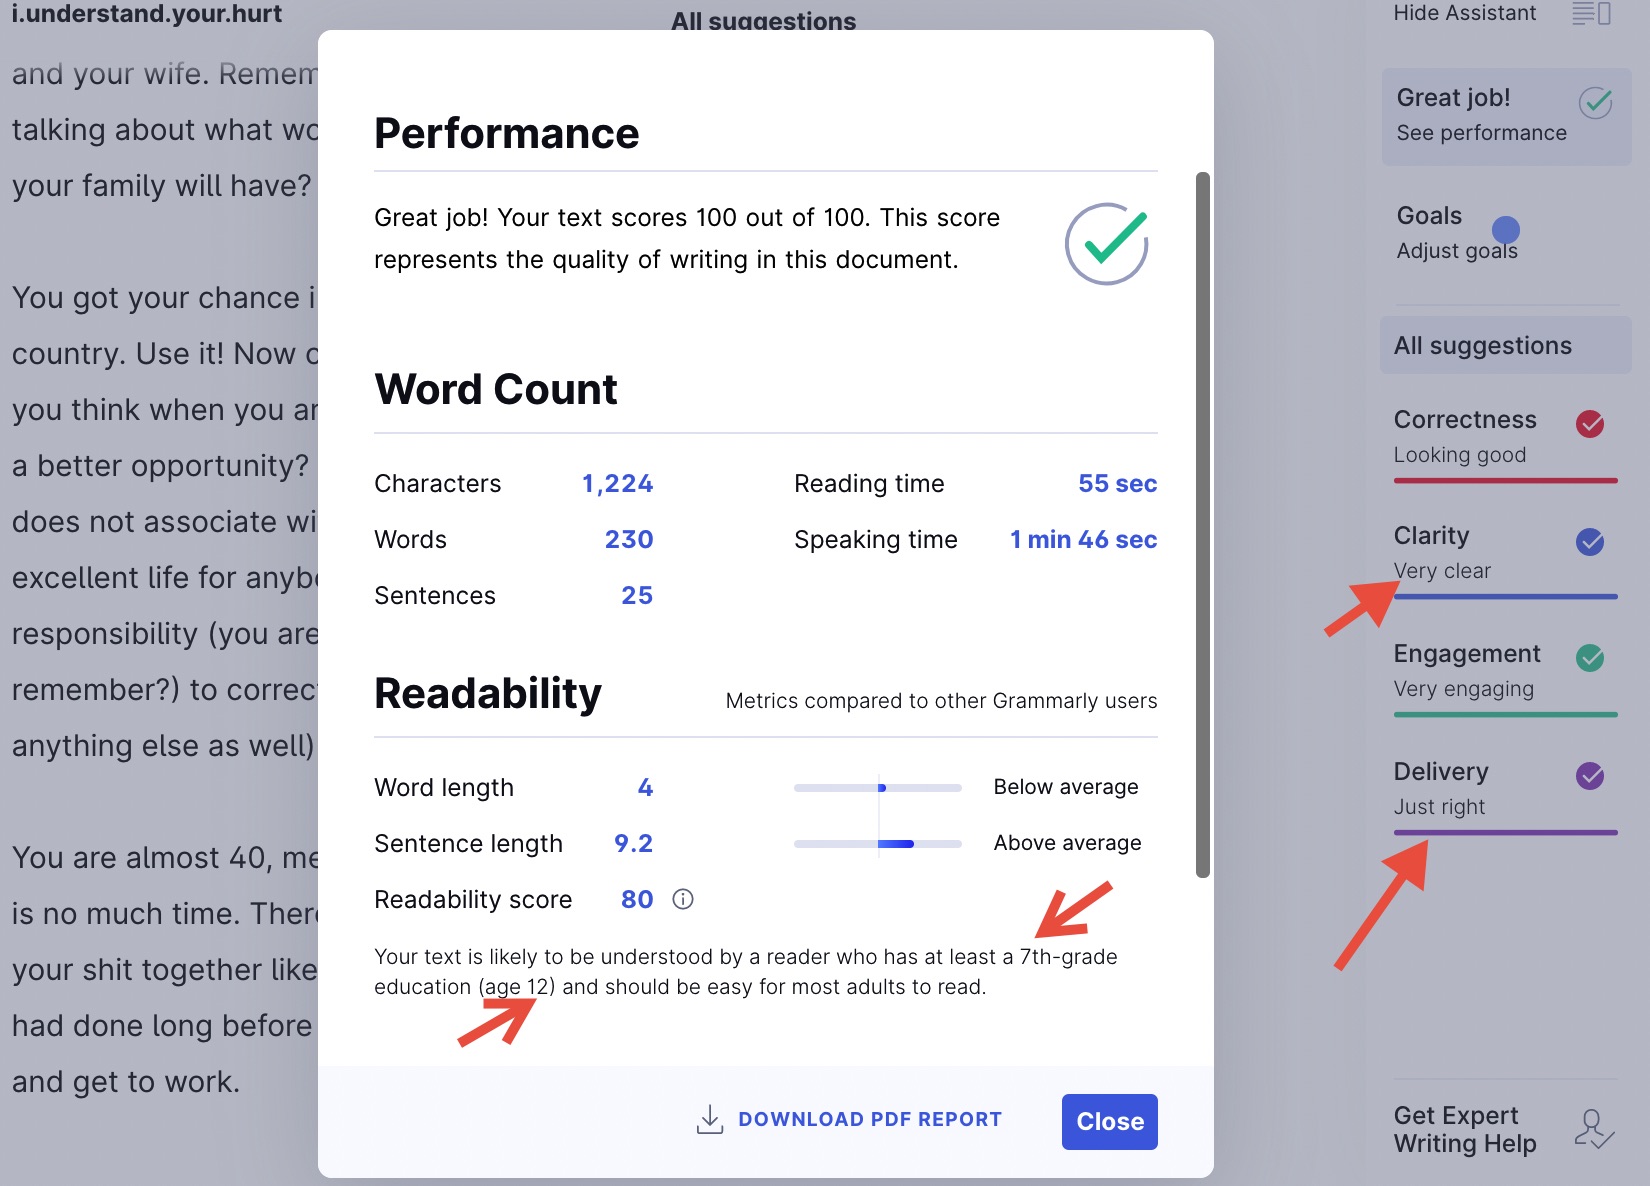 i.understand.your.hurt
and your wife. Remem
talking about what wo
your family will have?
You got your chance i
country. Use it! Now o
you think when you ar
a better opportunity?
does not associate wi
excellent life for anybo
responsibility (you are
remember?) to correc
anything else as well)
You are almost 40, me
is no much time. There
your shit together like
had done long before
and get to work.
All suggestions
Performance
Great job! Your text scores 100 out of 100. This score
represents the quality of writing in this document.
Word Count
Characters 1,224 Reading time 55 sec
Words 230 Speaking time 1 min 46 sec
Sentences 25
Readability Metrics compared to other Grammarly users
Word length 4 Below average
Sentence length 9.2 Above average
Readability score 80
Your text is likely to be understood by a reader who has at least a 7th-grade
education (age 12) and should be easy for most adults to read.
DOWNLOAD PDF REPORT Close
Hide Assistant
Great job!
See performance
Goals
Adjust goals
All suggestions
Correctness
Looking good
Clarity
Very clear
Engagement
Very engaging
Delivery
Just right
Get Expert
Writing Help